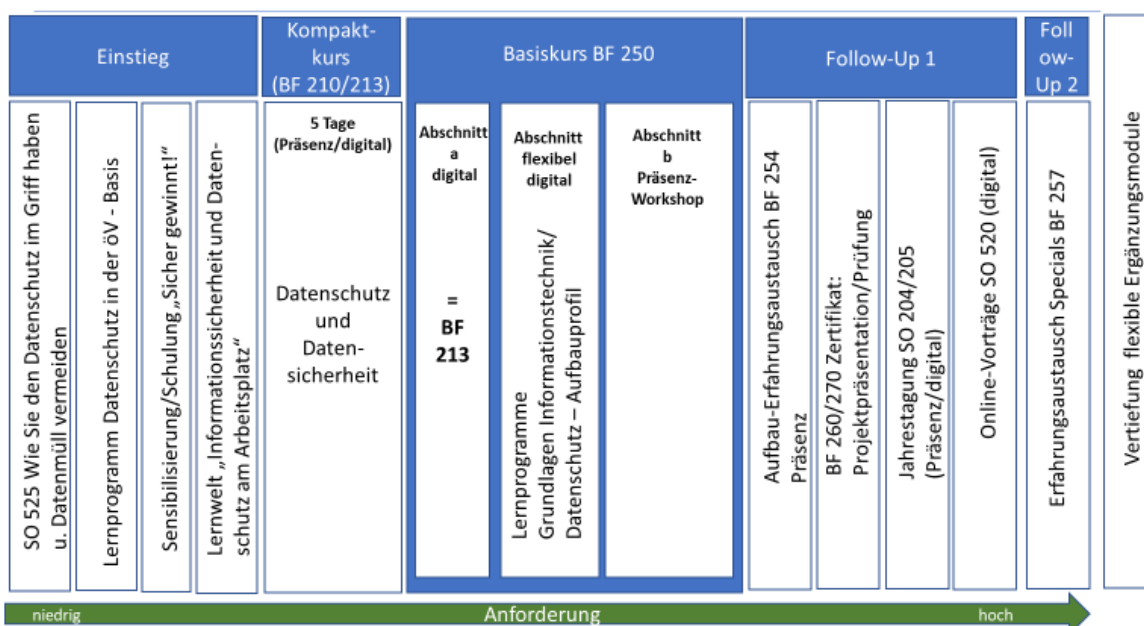 Einstieg
Kompakt-
kurs
(BF 210/213)
Basiskurs BF 250
Follow-Up 1
Foll
ow-
Up 2
SO 525 Wie Sie den Datenschutz im Griff haben
u. Datenmüll vermeiden
Lernprogramm Datenschutz in der öV - Basis
Sensibilisierung/Schulung„Sicher gewinnt!“
Lernwelt „Informationssicherheit und Daten-
schutz am Arbeitsplatz“
5 Tage
(Präsenz/digital)
Datenschutz
und
Daten-
sicherheit
Abschnitt
a
digital
=
BF
213
Abschnitt
flexibel
digital
Lernprogramme
Grundlagen Informationstechnik/
Datenschutz – Aufbauprofil
Abschnitt
b
Präsenz-
Workshop
Aufbau-Erfahrungsaustausch BF 254
Präsenz
BF 260/270 Zertifikat:
Projektpräsentation/Prüfung
Jahrestagung SO 204/205
(Präsenz/digital)
Online-Vorträge SO 520 (digital)
Erfahrungsaustausch Specials BF 257
Vertiefung flexible Ergänzungsmodule
niedrig
Anforderung
hoch